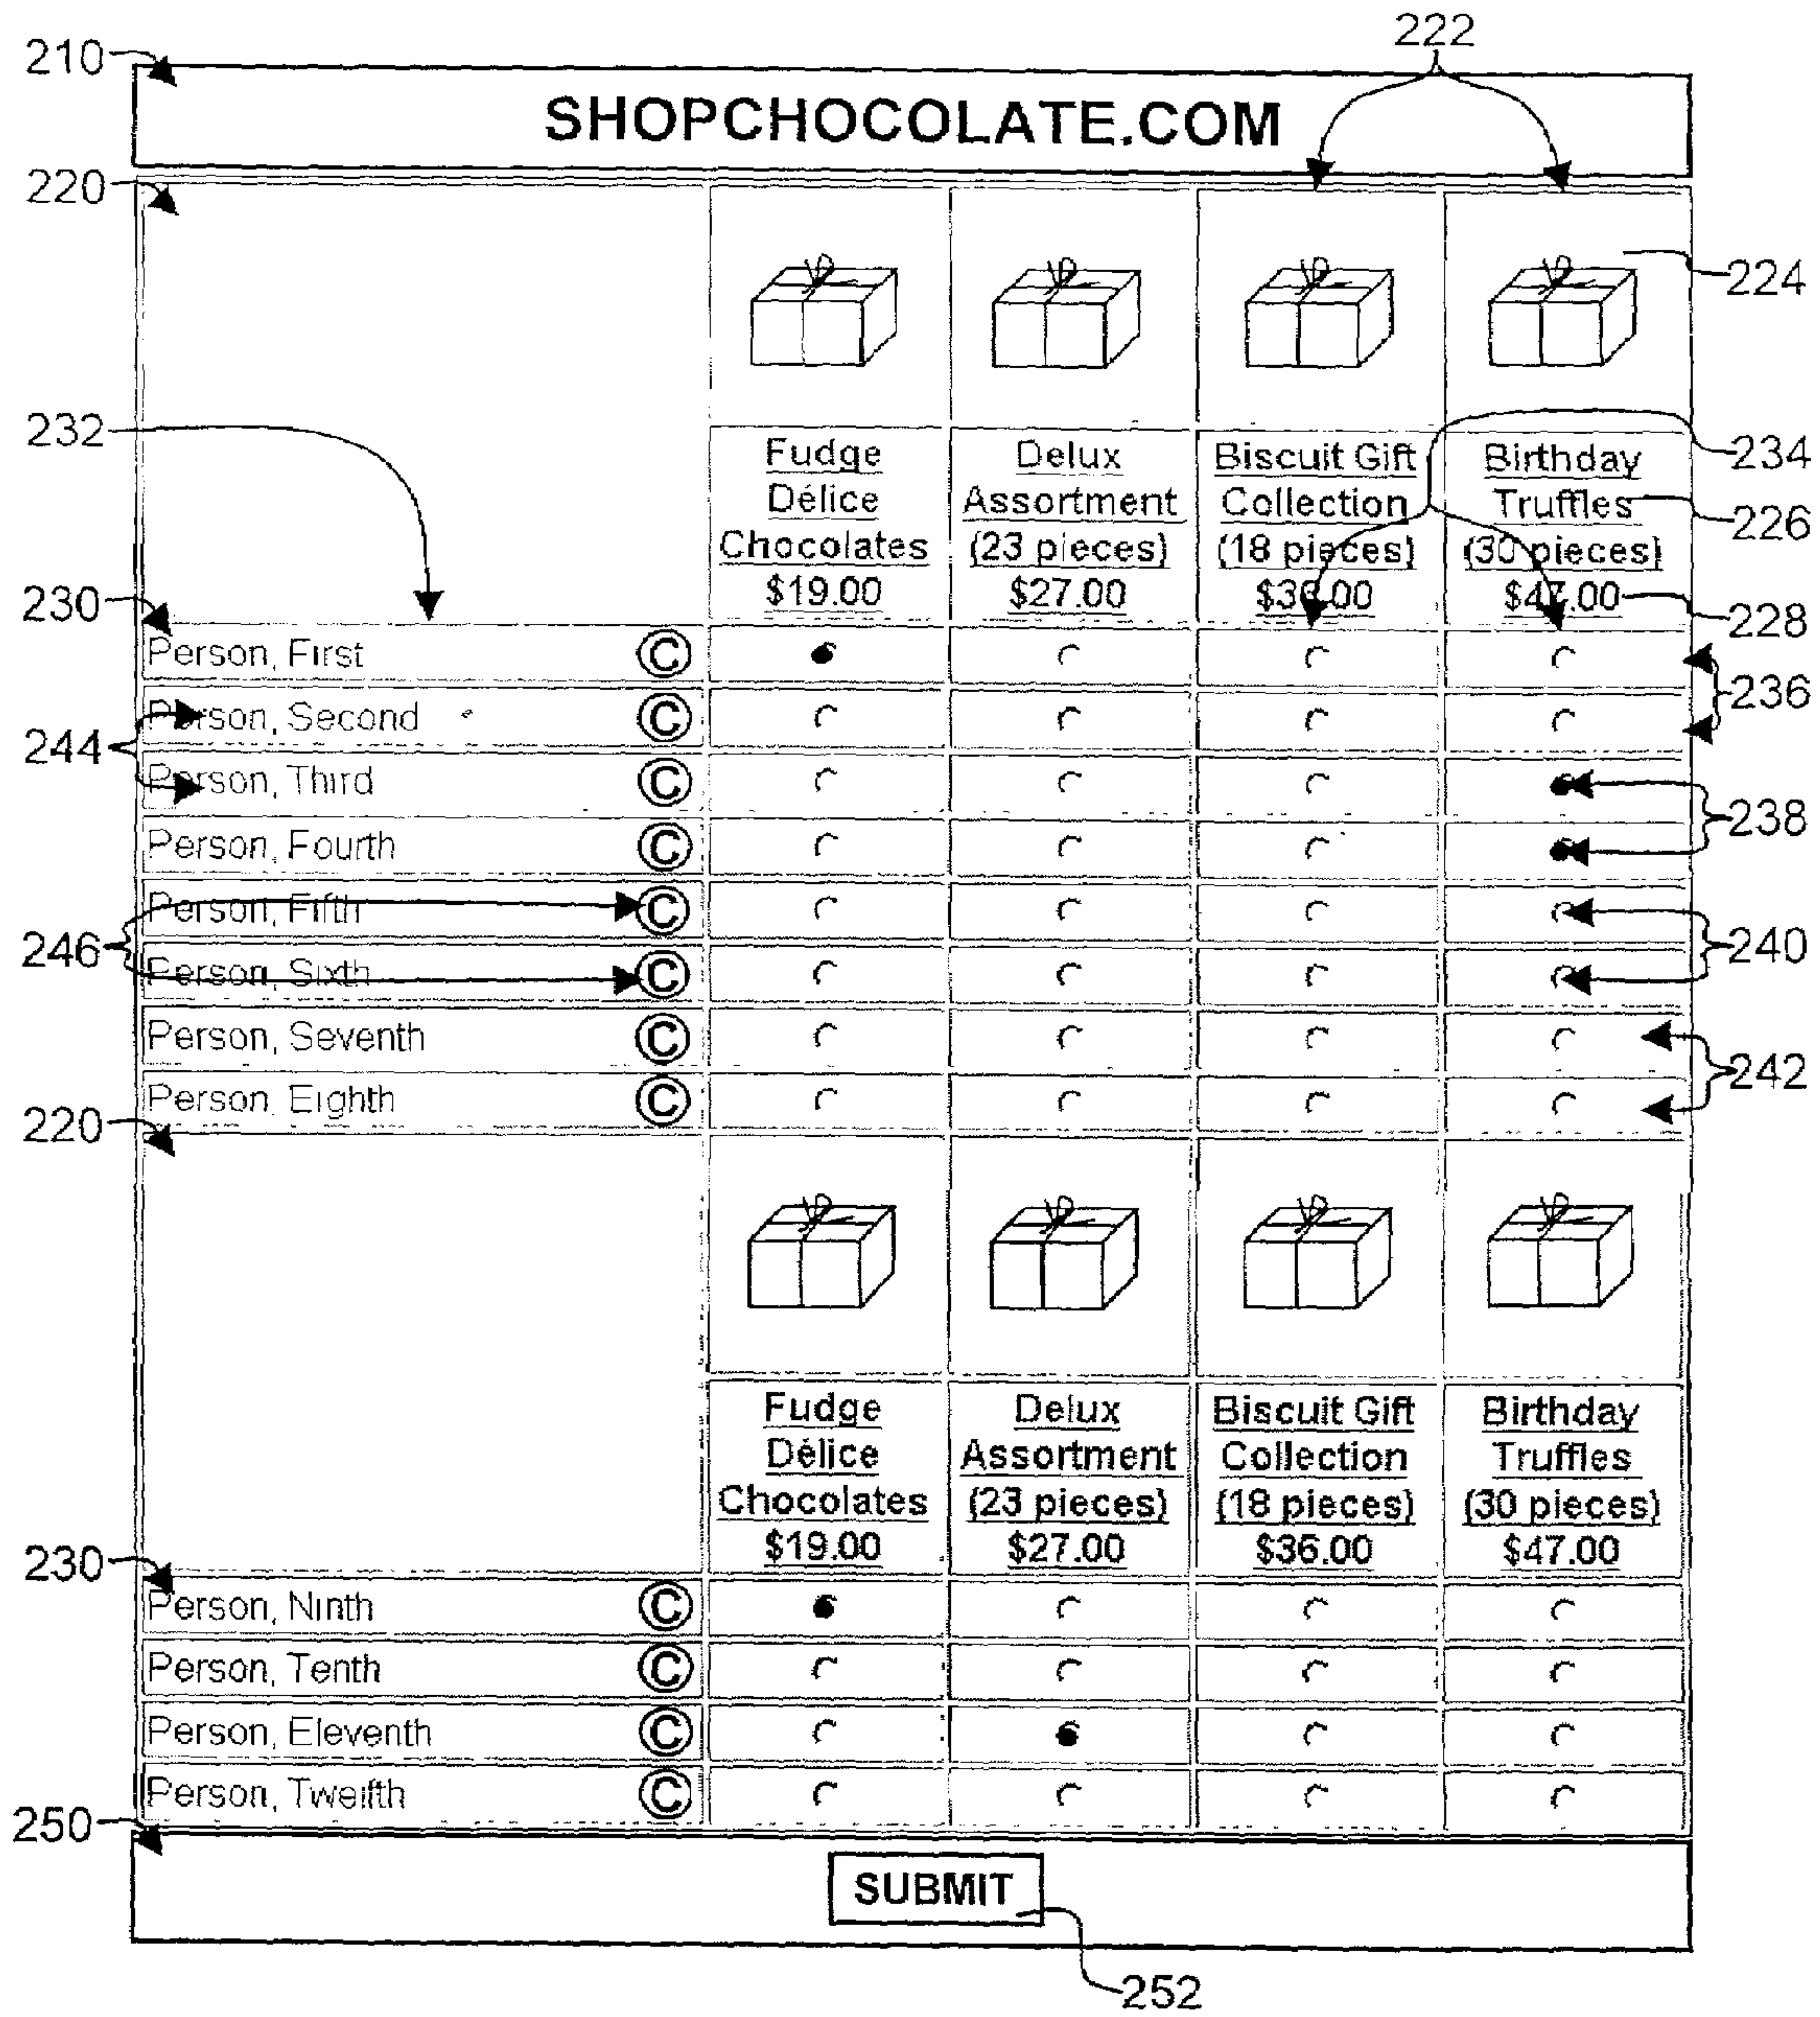 222
210
SHOPCHOCOLATE.COM
220
224
232
234
Fudge Délice Chocolates $19.00
Delux Assortment (23 pieces) $27.00
Biscuit Gift Collection (18 pieces) $36.00
Birthday Truffles (30 pieces) $47.00
226
228
230
Person, First ©
236
Person, Second ©
244
Person, Third ©
238
Person, Fourth ©
Person, Fifth ©
246
240
Person, Sixth ©
Person, Seventh ©
242
Person, Eighth ©
220
Fudge Délice Chocolates $19.00
Delux Assortment (23 pieces) $27.00
Biscuit Gift Collection (18 pieces) $36.00
Birthday Truffles (30 pieces) $47.00
230
Person, Ninth ©
Person, Tenth ©
Person, Eleventh ©
Person, Twelfth ©
250
SUBMIT
252